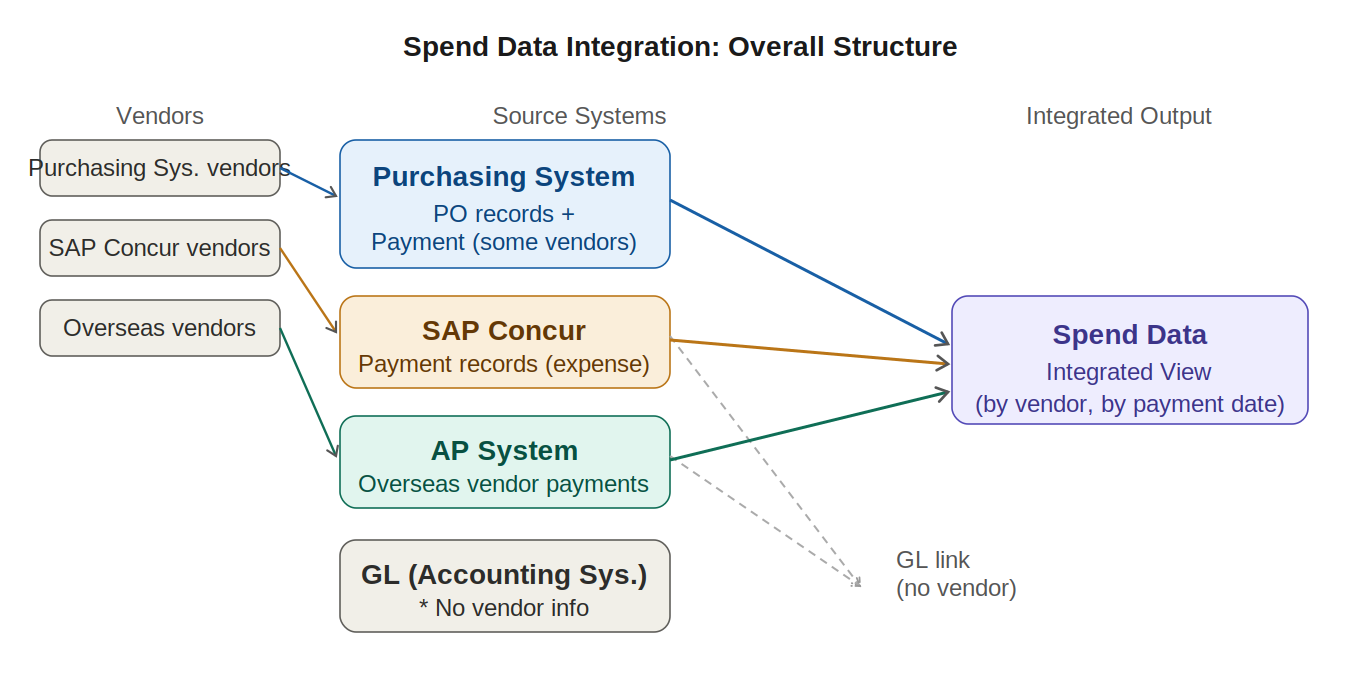 Spend Data Integration: Overall Structure
Vendors
Source Systems
Integrated Output
Purchasing Sys. vendors
SAP Concur vendors
Overseas vendors
Purchasing System
PO records +
Payment (some vendors)
SAP Concur
Payment records (expense)
AP System
Overseas vendor payments
GL (Accounting Sys.)
* No vendor info
Spend Data
Integrated View
(by vendor, by payment date)
GL link
(no vendor)